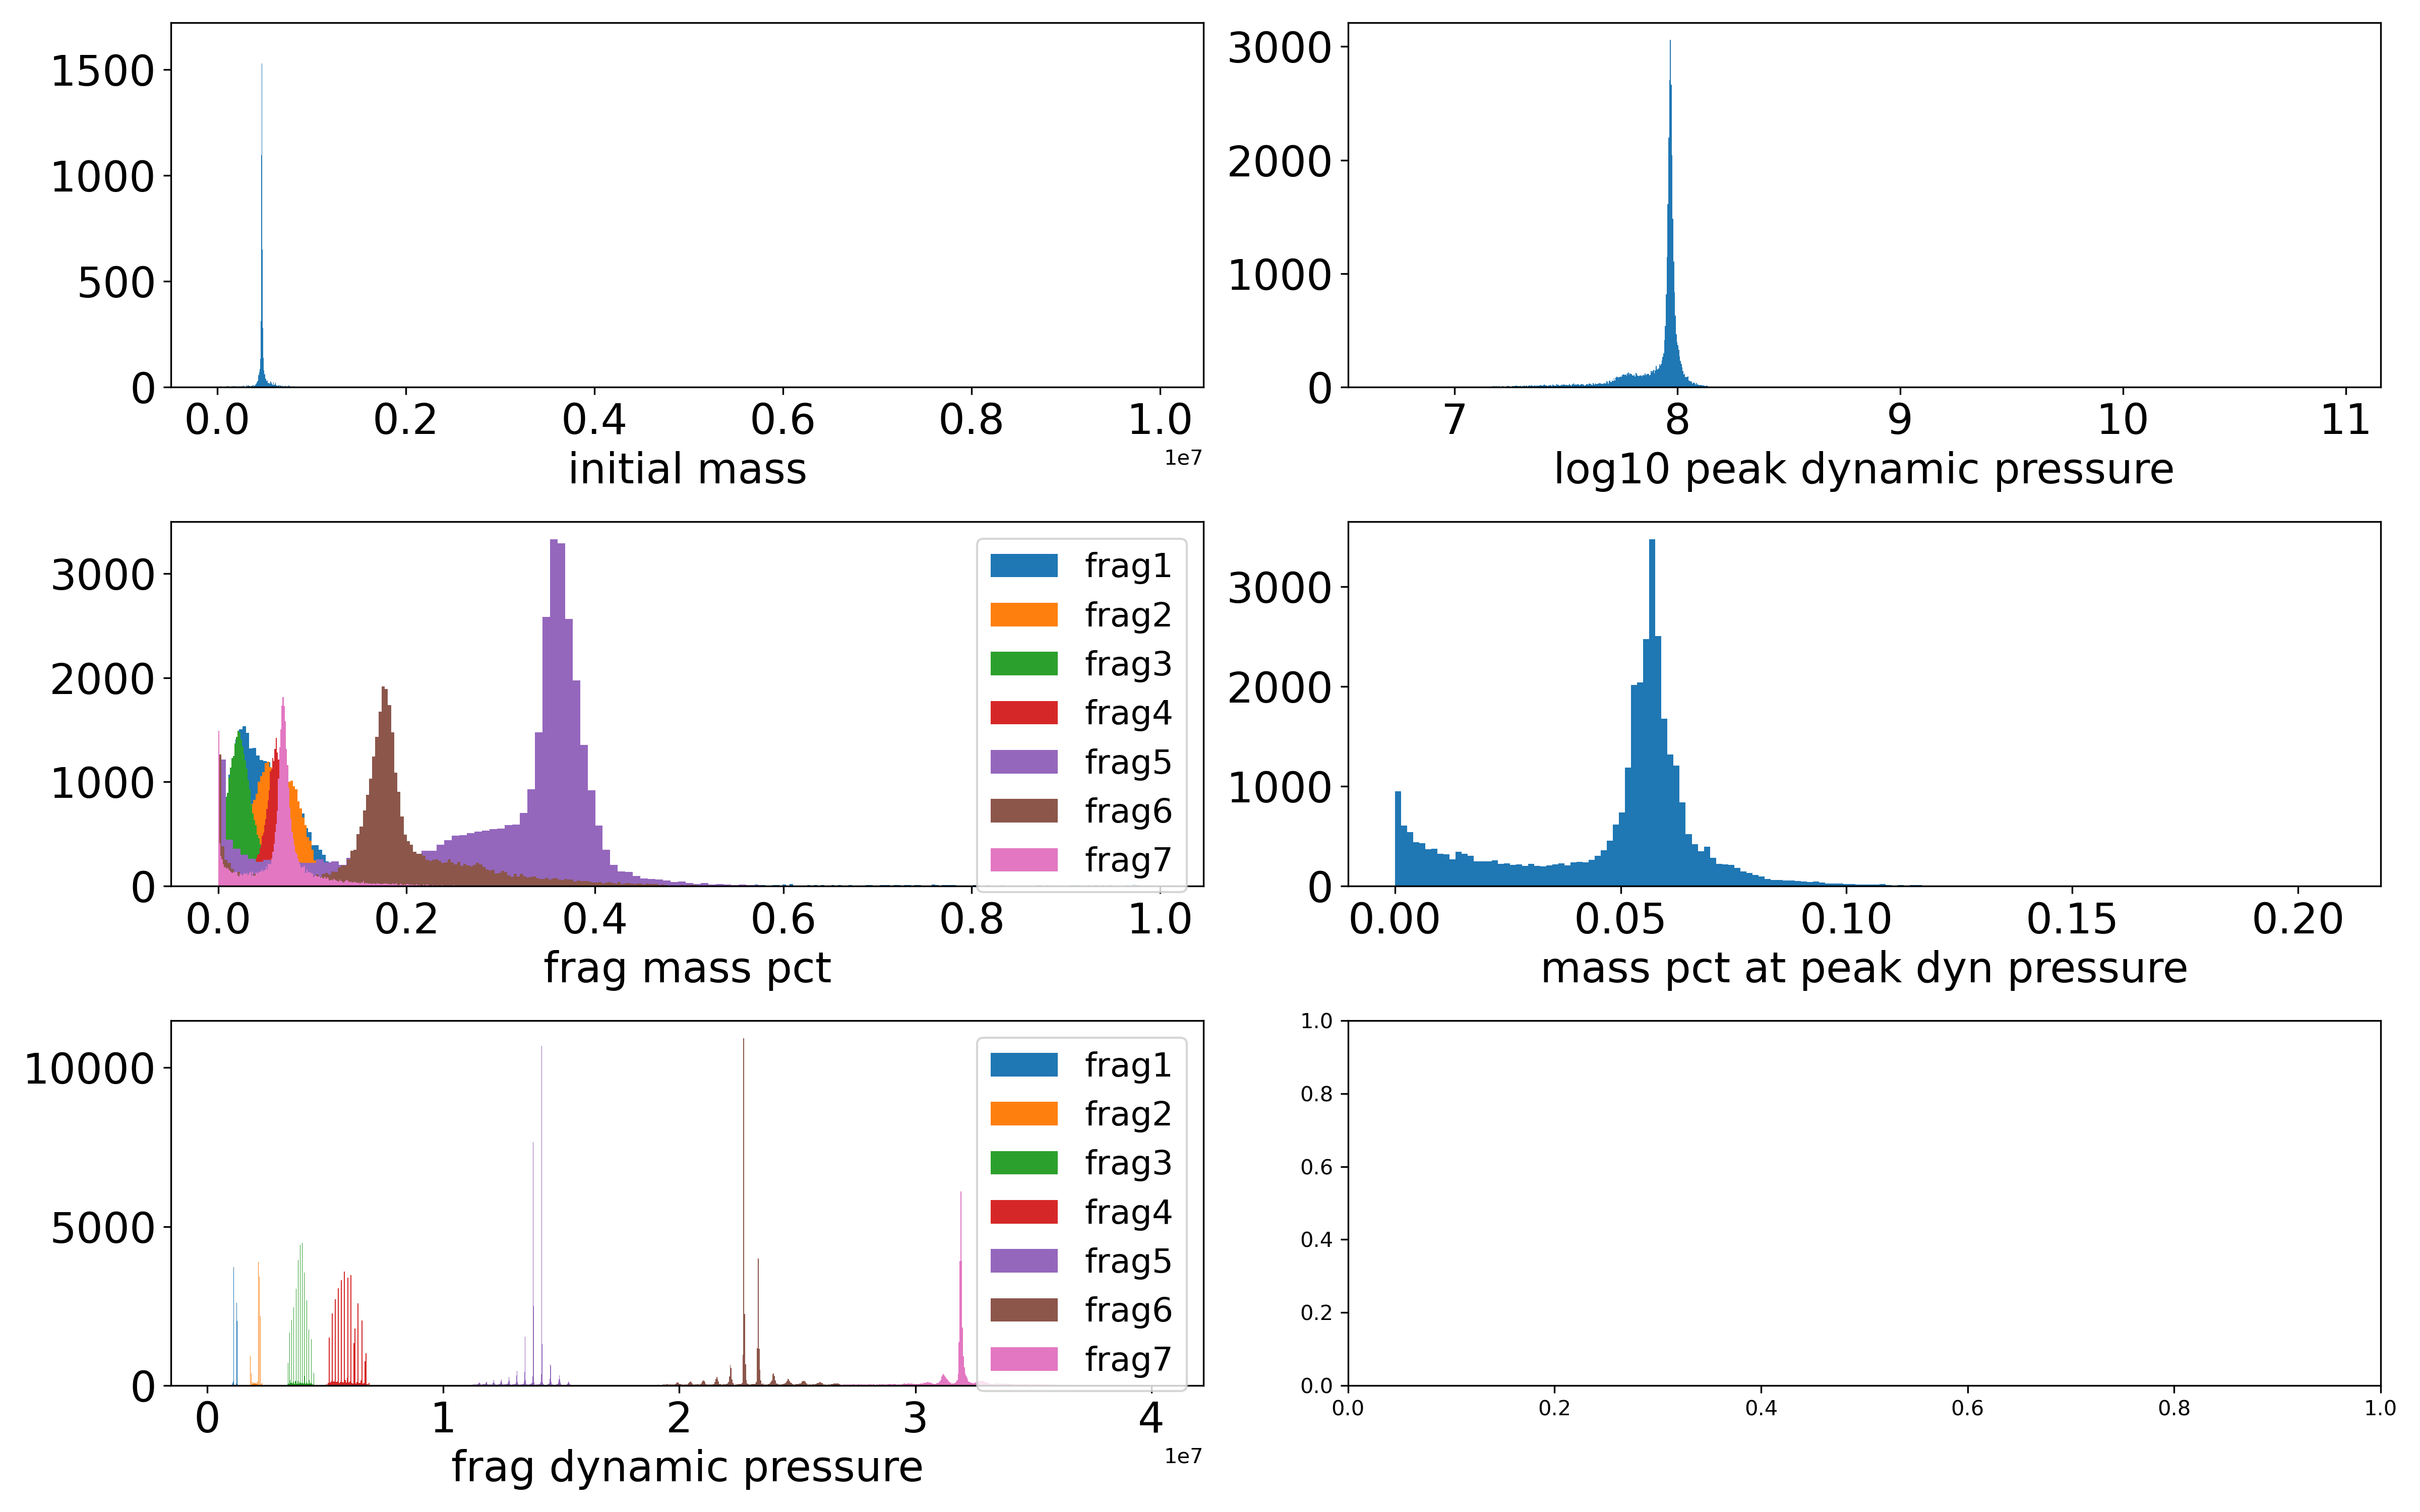 1500
1000
500
0
0.0 0.2 0.4 0.6 0.8 1.0
1e7
initial mass
3000
2000
1000
0
7 8 9 10 11
log10 peak dynamic pressure
3000
2000
1000
0
0.0 0.2 0.4 0.6 0.8 1.0
frag mass pct
frag1
frag2
frag3
frag4
frag5
frag6
frag7
3000
2000
1000
0
0.00 0.05 0.10 0.15 0.20
mass pct at peak dyn pressure
10000
5000
0
0 1 2 3 4
1e7
frag dynamic pressure
frag1
frag2
frag3
frag4
frag5
frag6
frag7
1.0
0.8
0.6
0.4
0.2
0.0
0.0 0.2 0.4 0.6 0.8 1.0